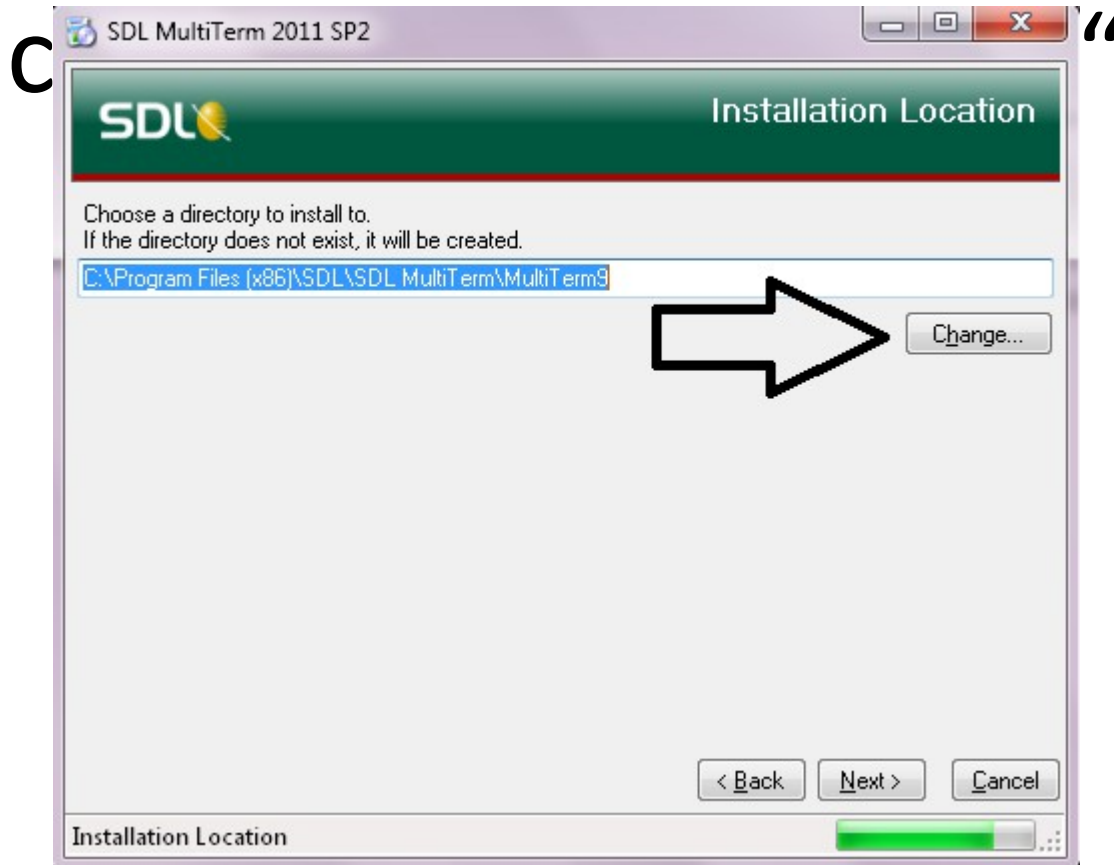 SDL MultiTerm 2011 SP2
C
“
SDL
Installation Location
Choose a directory to install to.
If the directory does not exist, it will be created.
C:\Program Files (x86)\SDL\SDL MultiTerm\MultiTerm9
Change...
< Back Next > Cancel
Installation Location